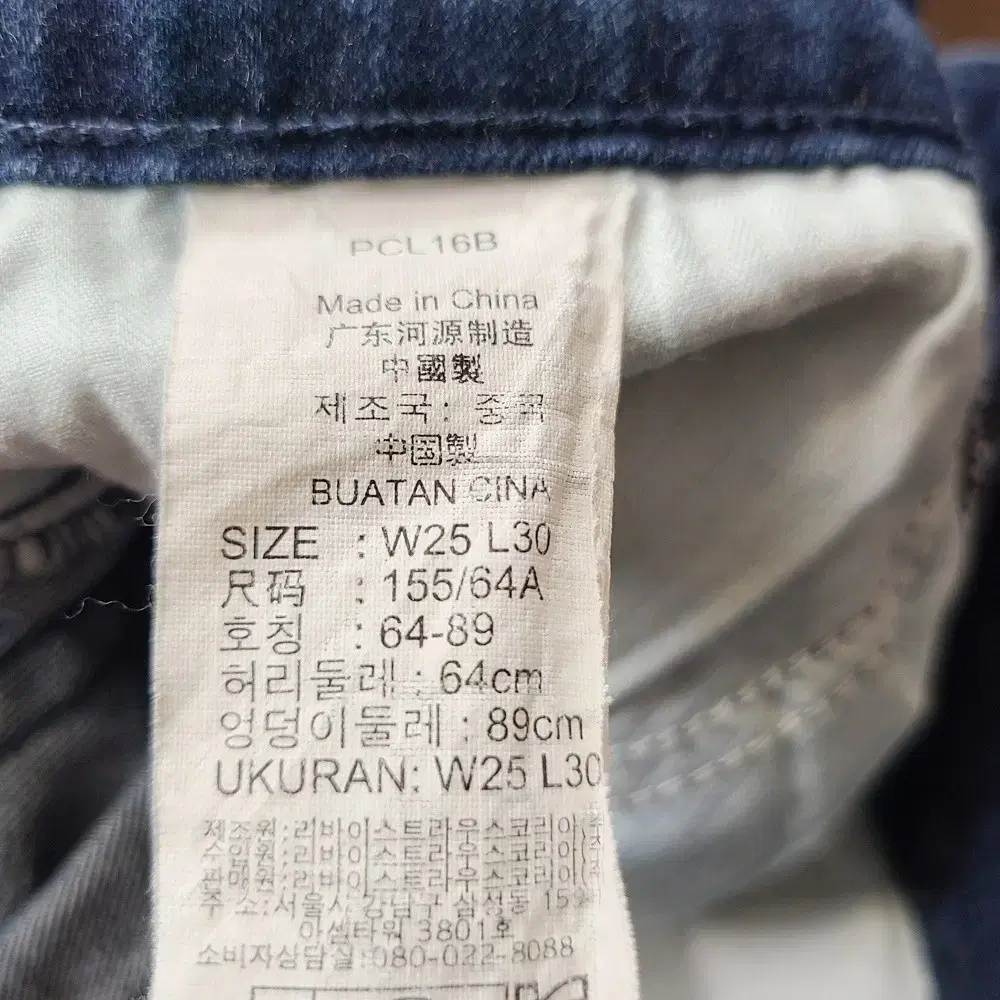 PCL16B
Made in China
广东河源制造
中國製
제조국: 중국
中国製
BUATAN CINA
SIZE : W25 L30
尺码 : 155/64A
호칭 : 64-89
허리둘레 : 64cm
엉덩이둘레 : 89cm
UKURAN: W25 L30
제조원:리바이스트라우스코리아(주
수입원:리바이스트라우스코리아(주
판매원:리바이스트라우스코리아(주
주 소:서울시 강남구 삼성동 159
아셈타워 3801호
소비자상담실:080-022-8088